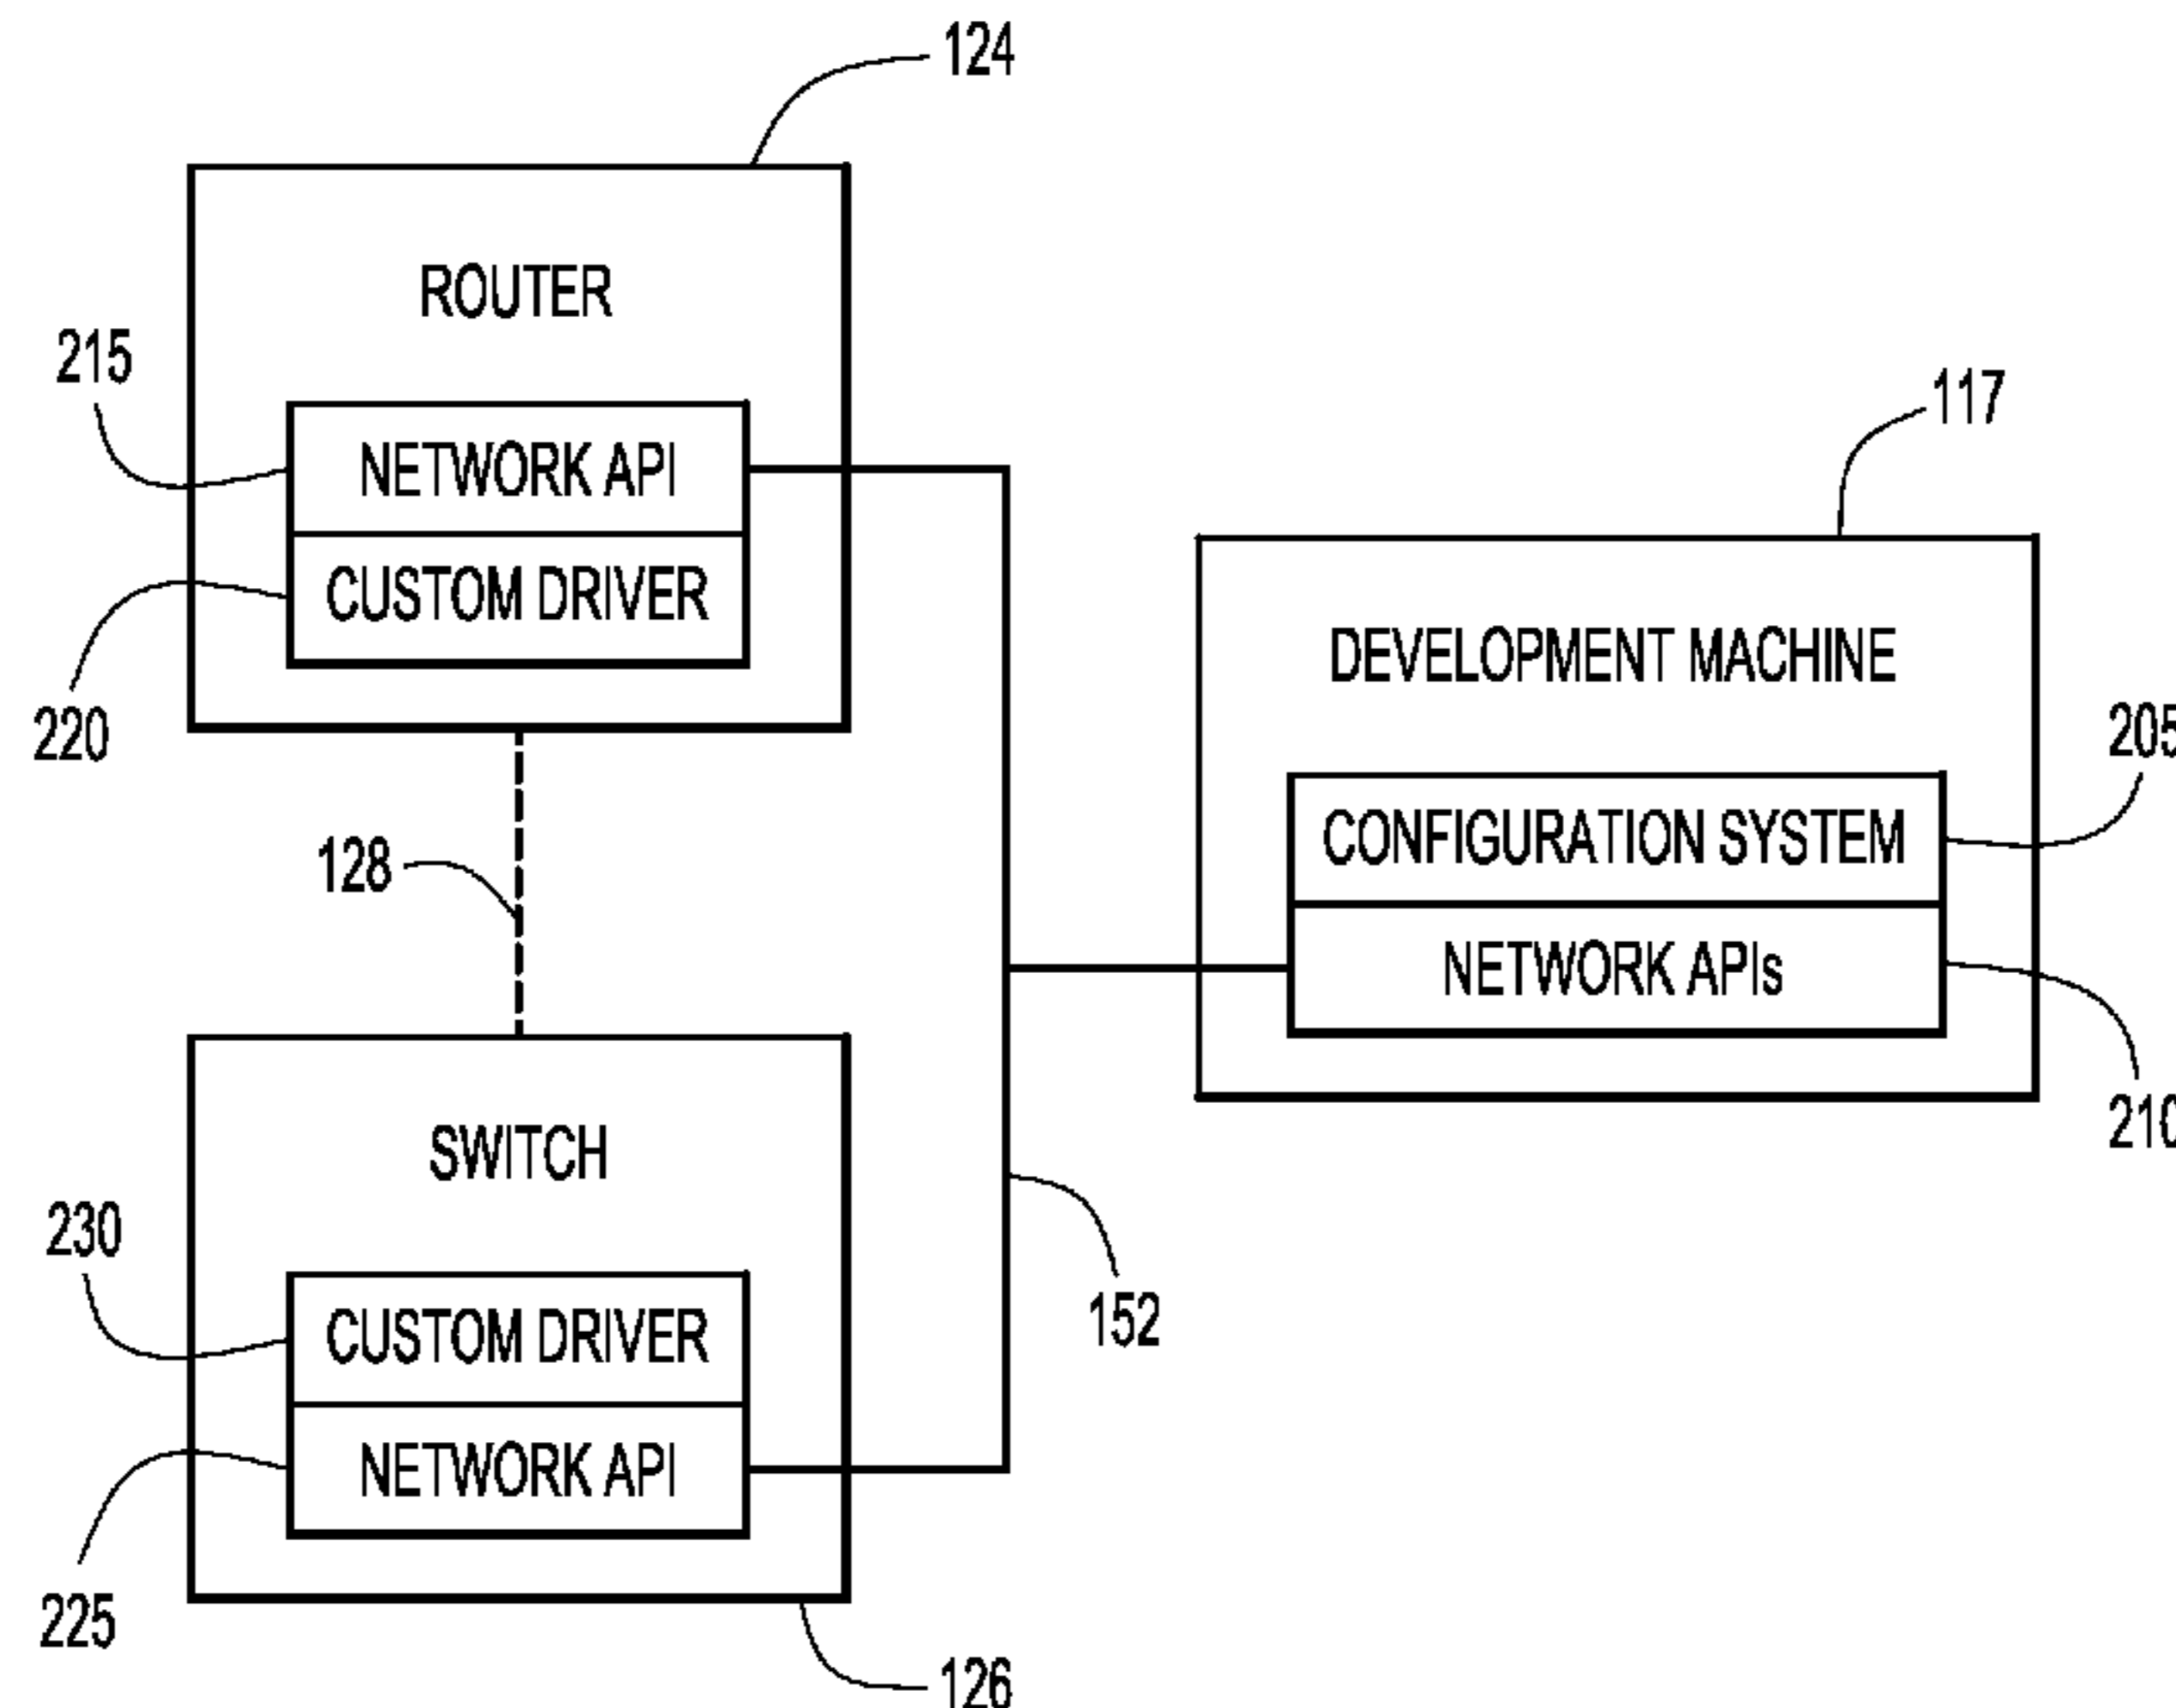 124
ROUTER
215
NETWORK API
117
CUSTOM DRIVER
220
DEVELOPMENT MACHINE
205
CONFIGURATION SYSTEM
128
NETWORK APIs
210
SWITCH
230
152
CUSTOM DRIVER
NETWORK API
225
126